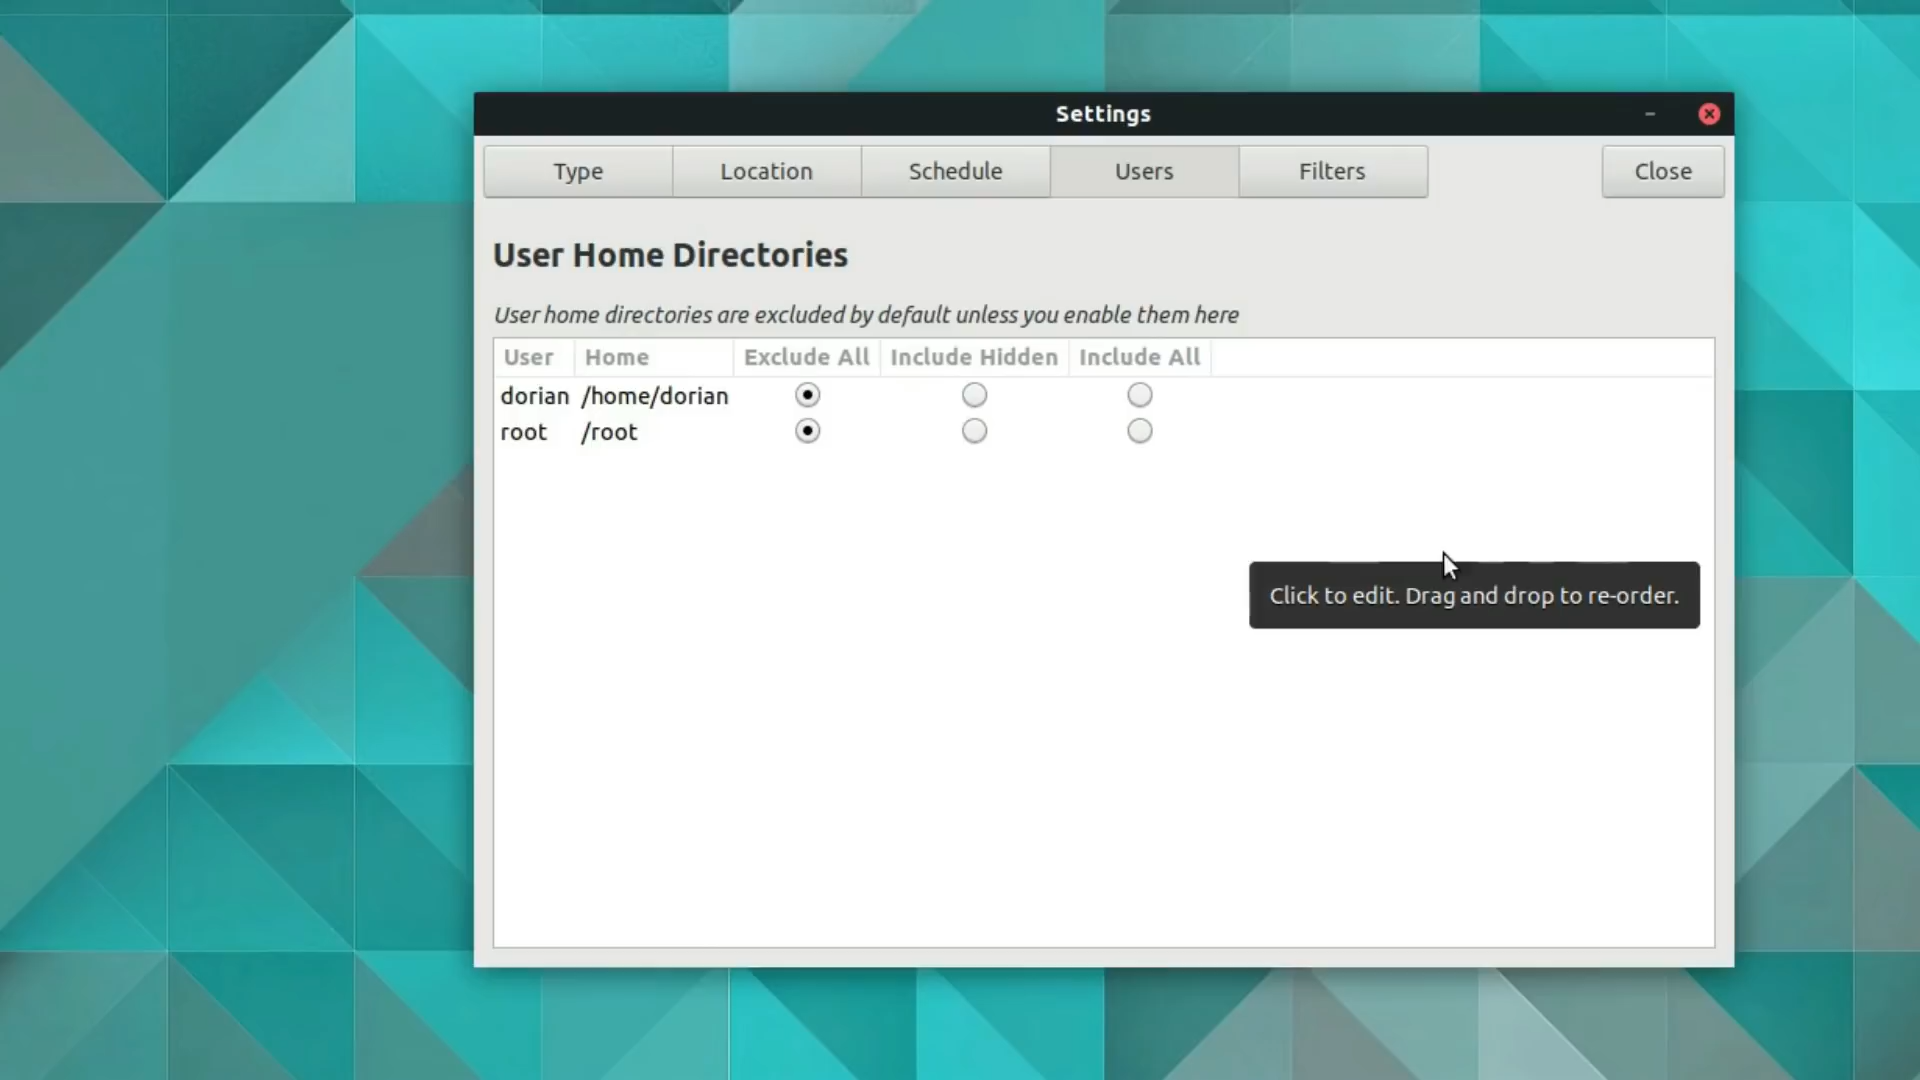 Settings
Type Location Schedule Users Filters Close
User Home Directories
User home directories are excluded by default unless you enable them here
User Home Exclude All Include Hidden Include All
dorian /home/dorian
root /root
Click to edit. Drag and drop to re-order.